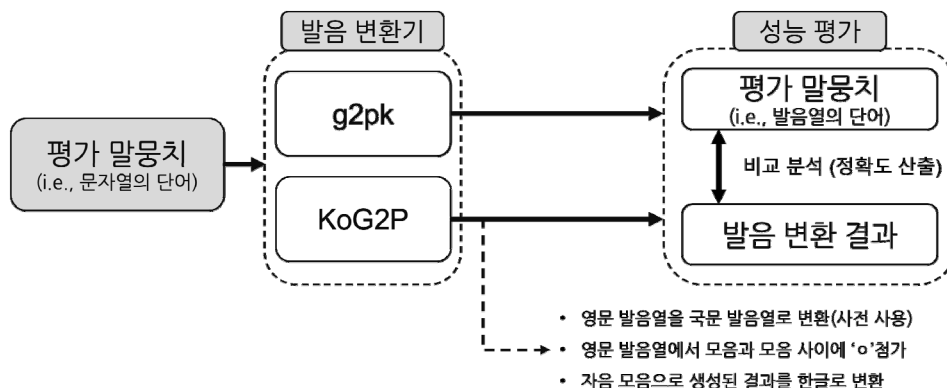 발음 변환기
성능 평가
g2pk
평가 말뭉치
(i.e., 발음열의 단어)
평가 말뭉치
(i.e., 문자열의 단어)
비교 분석 (정확도 산출)
KoG2P
발음 변환 결과
• 영문 발음열을 국문 발음열로 변환(사전 사용)
• 영문 발음열에서 모음과 모음 사이에 ‘ㅇ’첨가
• 자음 모음으로 생성된 결과를 한글로 변환